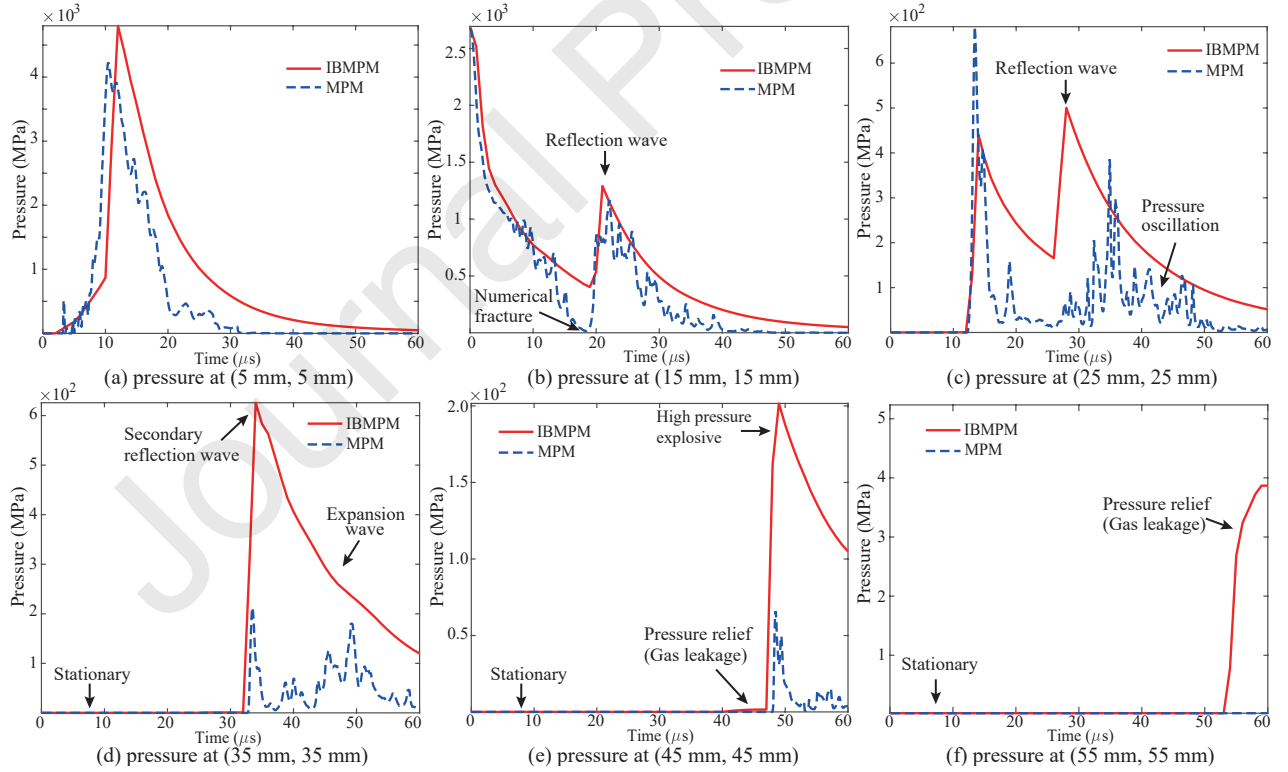 × 10³
IBMPM
MPM
Pressure (MPa)
4
3
2
1
0 10 20 30 40 50 60
Time (μs)
(a) pressure at (5 mm, 5 mm)
× 10³
2.5
2
1.5
1
0.5
IBMPM
MPM
Reflection wave
Numerical
fracture
Pressure (MPa)
0 10 20 30 40 50 60
Time (μs)
(b) pressure at (15 mm, 15 mm)
× 10²
6
5
4
3
2
1
IBMPM
MPM
Reflection wave
Pressure
oscillation
Pressure (MPa)
0 10 20 30 40 50 60
Time (μs)
(c) pressure at (25 mm, 25 mm)
× 10²
6
5
4
3
2
1
IBMPM
MPM
Secondary
reflection wave
Expansion
wave
Stationary
Pressure (MPa)
0 10 20 30 40 50 60
Time (μs)
(d) pressure at (35 mm, 35 mm)
× 10²
2.0
1.5
1.0
0.5
High pressure
explosive
IBMPM
MPM
Pressure relief
(Gas leakage)
Stationary
Pressure (MPa)
0 10 20 30 40 50 60
Time (μs)
(e) pressure at (45 mm, 45 mm)
5
4
3
2
1
IBMPM
MPM
Pressure relief
(Gas leakage)
Stationary
Pressure (MPa)
0 10 20 30 40 50 60
Time (μs)
(f) pressure at (55 mm, 55 mm)
Journal Pr